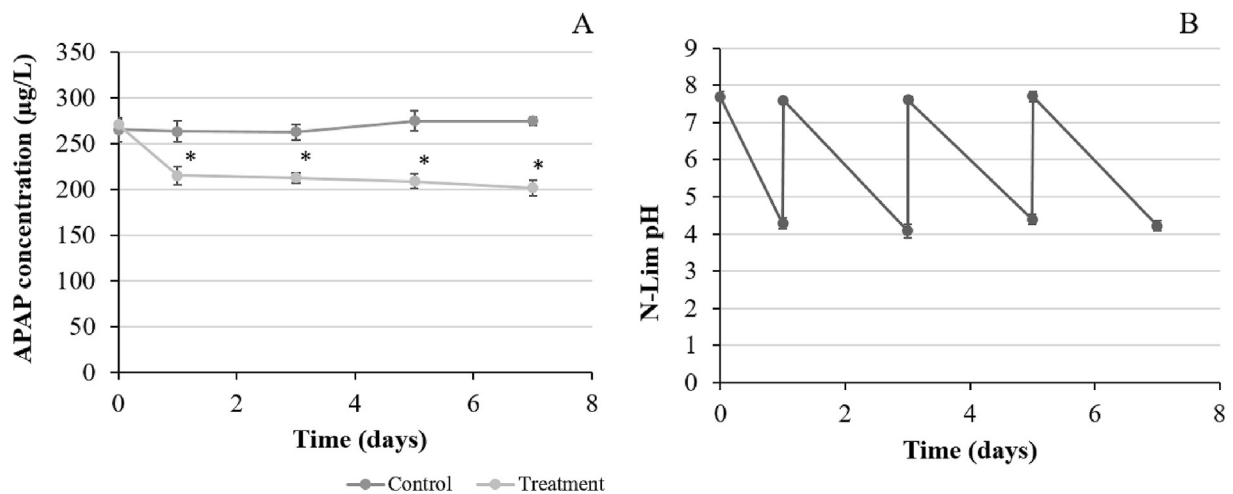 A
APAP concentration (µg/L)
350
300
250
200
150
100
50
0
* * * *
0 2 4 6 8
Time (days)
Control Treatment
B
N-Lim pH
9
8
7
6
5
4
3
2
1
0
0 2 4 6 8
Time (days)